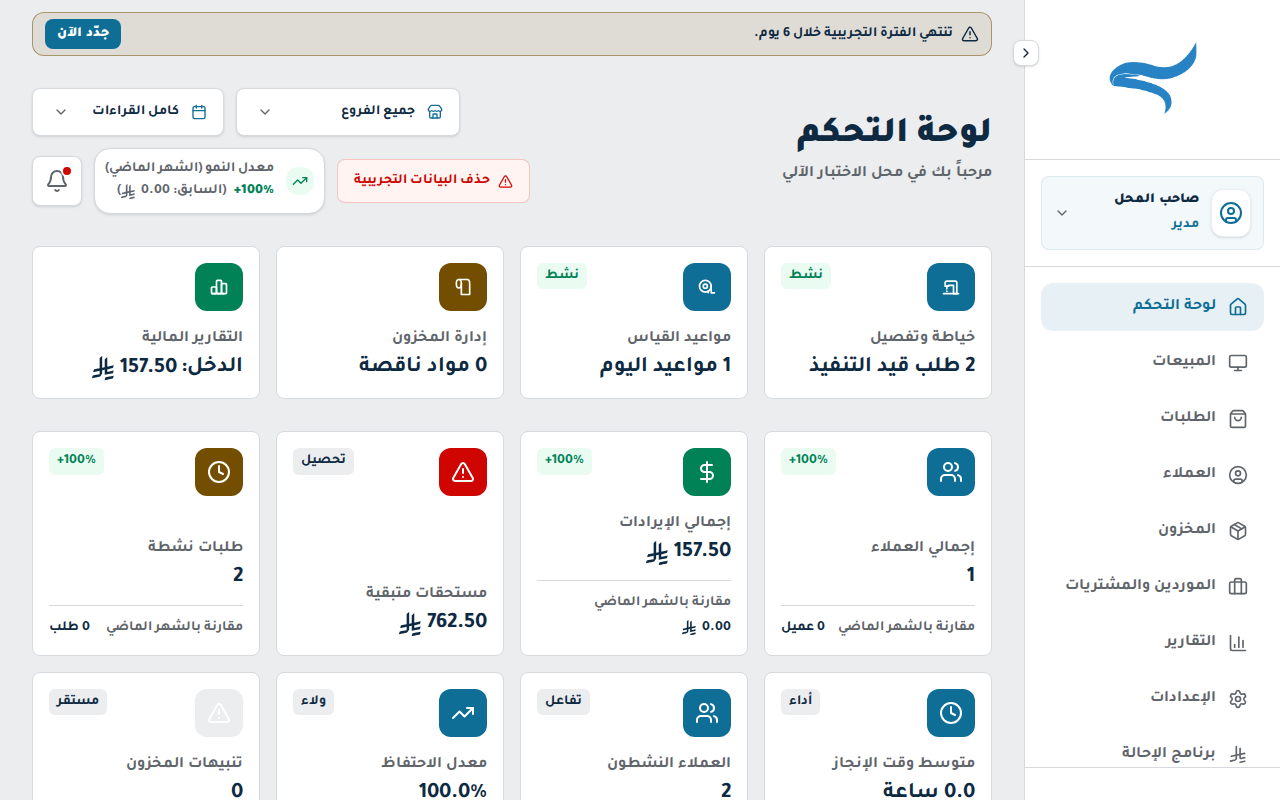 تنتهي الفترة التجريبية خلال 6 يوم.
جدّد الآن
لوحة التحكم
مرحباً بك في محل الاختبار الآلي
جميع الفروع
كامل القراءات
حذف البيانات التجريبية
معدل النمو (الشهر الماضي)
+100% (السابق: 0.00)
صاحب المحل
مدير
لوحة التحكم
المبيعات
الطلبات
العملاء
المخزون
الموردين والمشتريات
التقارير
الإعدادات
برنامج الإحالة
نشط
خياطة وتفصيل
2 طلب قيد التنفيذ
نشط
مواعيد القياس
1 مواعيد اليوم
إدارة المخزون
0 مواد ناقصة
التقارير المالية
الدخل: 157.50
+100%
إجمالي العملاء
1
مقارنة بالشهر الماضي 0 عميل
+100%
إجمالي الإيرادات
157.50
مقارنة بالشهر الماضي
0.00
تحصيل
مستحقات متبقية
762.50
+100%
طلبات نشطة
2
مقارنة بالشهر الماضي 0 طلب
أداء
متوسط وقت الإنجاز
0.0 ساعة
تفاعل
العملاء النشطون
2
ولاء
معدل الاحتفاظ
100.0%
مستقر
تنبيهات المخزون
0